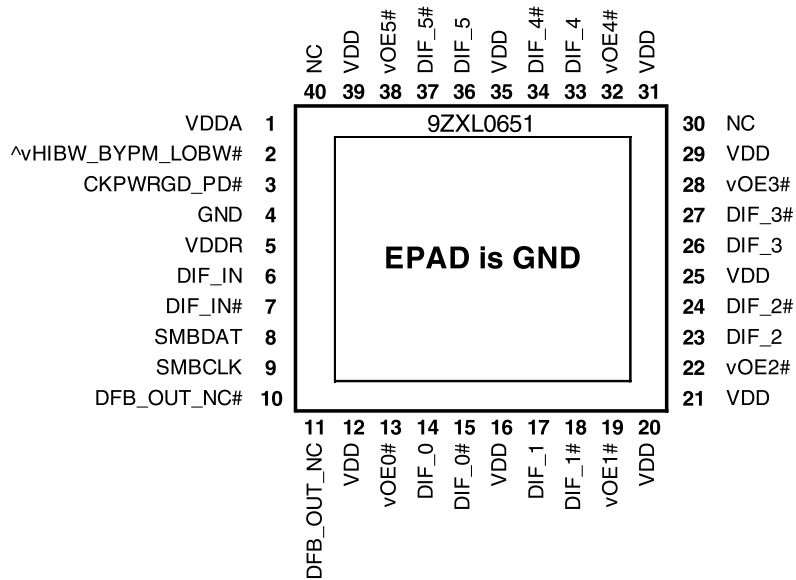 NC
VDD
vOE5#
DIF_5#
DIF_5
VDD
DIF_4#
DIF_4
vOE4#
VDD
40 39 38 37 36 35 34 33 32 31
9ZXL0651
VDDA 1
^vHIBW_BYPM_LOBW# 2
CKPWRGD_PD# 3
GND 4
VDDR 5
DIF_IN 6
DIF_IN# 7
SMBDAT 8
SMBCLK 9
DFB_OUT_NC# 10
EPAD is GND
30 NC
29 VDD
28 vOE3#
27 DIF_3#
26 DIF_3
25 VDD
24 DIF_2#
23 DIF_2
22 vOE2#
21 VDD
11 12 13 14 15 16 17 18 19 20
DFB_OUT_NC
VDD
vOE0#
DIF_0
DIF_0#
VDD
DIF_1
DIF_1#
vOE1#
VDD